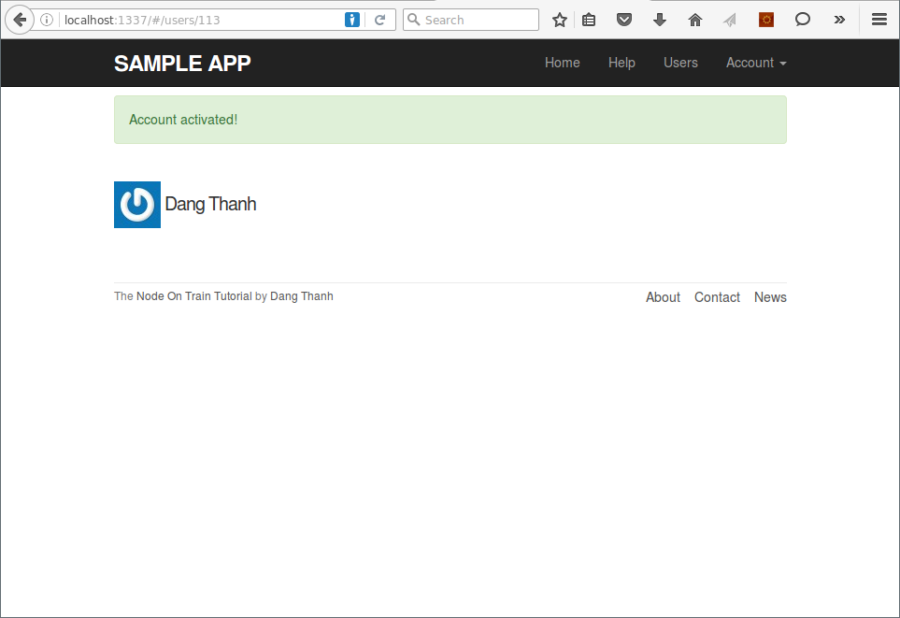 localhost:1337/#/users/113
Search
SAMPLE APP
Home Help Users Account
Account activated!
Dang Thanh
The Node On Train Tutorial by Dang Thanh
About Contact News